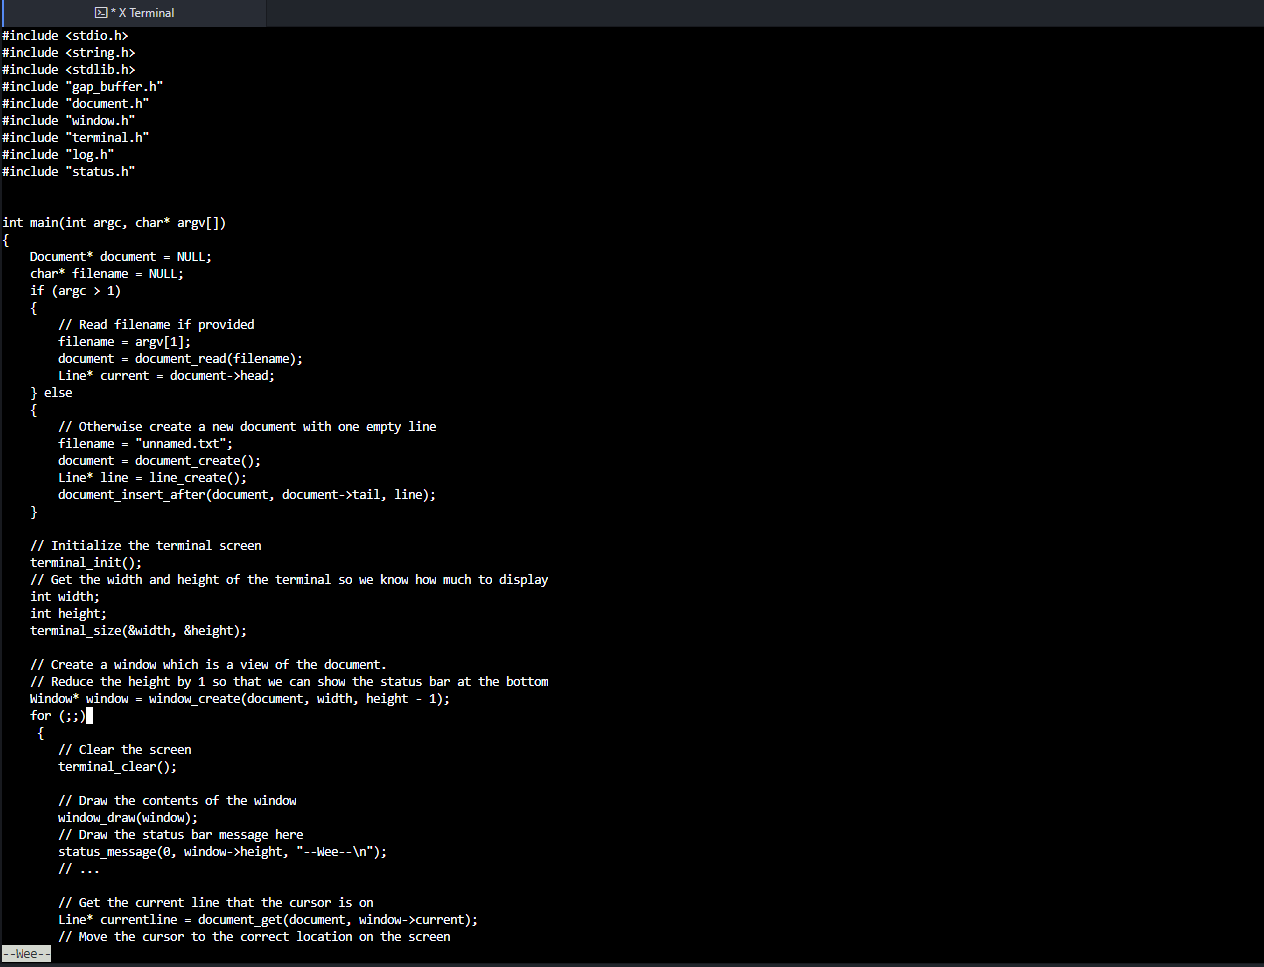 * X Terminal
#include <stdio.h>
#include <string.h>
#include <stdlib.h>
#include "gap_buffer.h"
#include "document.h"
#include "window.h"
#include "terminal.h"
#include "log.h"
#include "status.h"
int main(int argc, char* argv[])
{
    Document* document = NULL;
    char* filename = NULL;
    if (argc > 1)
    {
        // Read filename if provided
        filename = argv[1];
        document = document_read(filename);
        Line* current = document->head;
    } else
    {
        // Otherwise create a new document with one empty line
        filename = "unnamed.txt";
        document = document_create();
        Line* line = line_create();
        document_insert_after(document, document->tail, line);
    }
    // Initialize the terminal screen
    terminal_init();
    // Get the width and height of the terminal so we know how much to display
    int width;
    int height;
    terminal_size(&width, &height);
    // Create a window which is a view of the document.
    // Reduce the height by 1 so that we can show the status bar at the bottom
    Window* window = window_create(document, width, height - 1);
    for (;;)
     {
        // Clear the screen
        terminal_clear();
        // Draw the contents of the window
        window_draw(window);
        // Draw the status bar message here
        status_message(0, window->height, "--Wee--\n");
        // ...
        // Get the current line that the cursor is on
        Line* currentline = document_get(document, window->current);
        // Move the cursor to the correct location on the screen
--Wee--